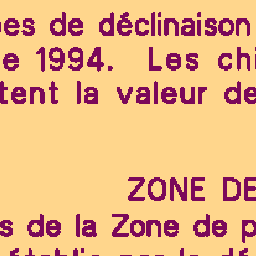 es de déclinaison
e 1994. Les chi
tent la valeur de
ZONE DE
s de la Zone de p